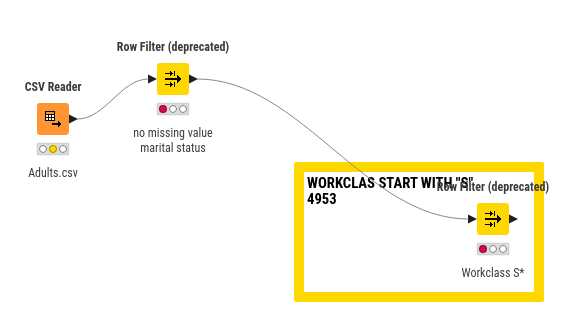 Row Filter (deprecated)
CSV Reader
no missing value
marital status
Adults.csv
WORKCLAS START WITH "S"
4953
Row Filter (deprecated)
Workclass S*